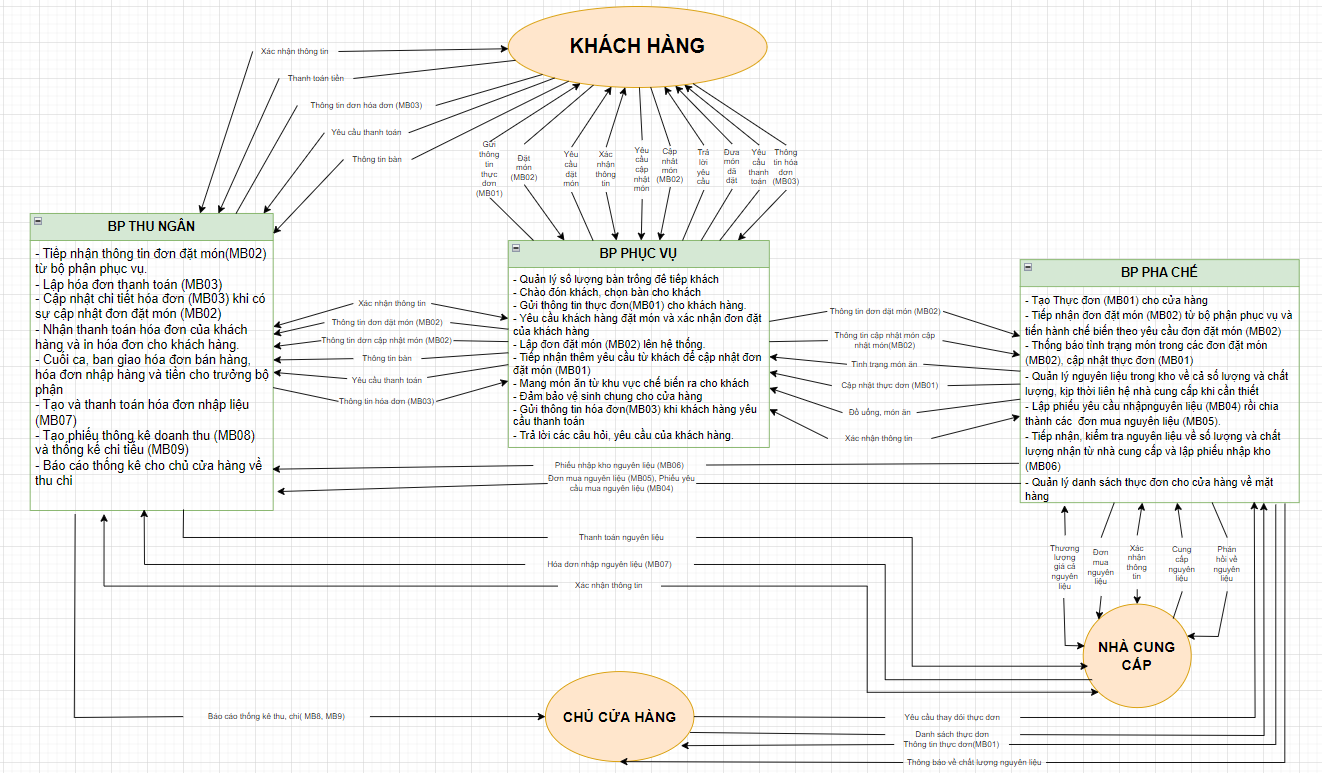 KHÁCH HÀNG
Xác nhận thông tin
Thanh toán tiền
Thông tin đơn hóa đơn (MB03)
Yêu cầu thanh toán
Thông tin bàn
Gửi
thông
tin
thực
đơn
(MB01)
Đặt
món
(MB02)
Yêu
cầu
đặt
món
Xác
nhận
thông
tin
Yêu
cầu
cập
nhật
món
Cập
nhật
món
(MB02)
Trả
lời
yêu
cầu
Đưa
món
đã
đặt
Yêu
cầu
thanh
toán
Thông
tin hóa
đơn
(MB03)
BP THU NGÂN
- Tiếp nhận thông tin đơn đặt món(MB02)
từ bộ phận phục vụ.
- Lập hóa đơn thanh toán (MB03)
- Cập nhật chi tiết hóa đơn (MB03) khi có
sự cập nhật đơn đặt món (MB02)
- Nhận thanh toán hóa đơn của khách
hàng và in hóa đơn cho khách hàng.
- Cuối ca, ban giao hóa đơn bán hàng,
hóa đơn nhập hàng và tiền cho trưởng bộ
phận
- Tạo và thanh toán hóa đơn nhập liệu
(MB07)
- Tạo phiếu thống kê doanh thu (MB08)
và thống kê chi tiêu (MB09)
- Báo cáo thống kê cho chủ cửa hàng về
thu chi
Xác nhận thông tin
Thông tin đơn đặt món (MB02)
Thông tin đơn cập nhật món (MB02)
Thông tin bàn
Yêu cầu thanh toán
Thông tin hóa đơn (MB03)
BP PHỤC VỤ
- Quản lý số lượng bàn trống để tiếp khách
- Chào đón khách, chọn bàn cho khách
- Gửi thông tin thực đơn(MB01) cho khách hàng.
- Yêu cầu khách hàng đặt món và xác nhận đơn đặt
của khách hàng
- Lập đơn đặt món (MB02) lên hệ thống.
- Tiếp nhận thêm yêu cầu từ khách để cập nhật đơn
đặt món (MB01)
- Mang món ăn từ khu vực chế biến ra cho khách
- Đảm bảo vệ sinh chung cho cửa hàng
- Gửi thông tin hóa đơn(MB03) khi khách hàng yêu
cầu thanh toán
- Trả lời các câu hỏi, yêu cầu của khách hàng.
Thông tin đơn đặt món (MB02)
Thông tin cập nhật món cập
nhật món(MB02)
Tình trạng món ăn
Cập nhật thực đơn (MB01)
Đồ uống, món ăn
Xác nhận thông tin
BP PHA CHẾ
- Tạo Thực đơn (MB01) cho cửa hàng
- Tiếp nhận đơn đặt món (MB02) từ bộ phận phục vụ và
tiến hành chế biến theo yêu cầu đơn đặt món (MB02)
- Thống báo tình trạng món trong các đơn đặt món
(MB02), cập nhật thực đơn (MB01)
- Quản lý nguyên liệu trong kho về cả số lượng và chất
lượng, kịp thời liên hệ nhà cung cấp khi cần thiết
- Lập phiếu yêu cầu nhậpnguyên liệu (MB04) rồi chia
thành các  đơn mua nguyên liệu (MB05).
- Tiếp nhận, kiểm tra nguyên liệu về số lượng và chất
lượng nhận từ nhà cung cấp và lập phiếu nhập kho
(MB06)
- Quản lý danh sách thực đơn cho cửa hàng về mặt
hàng
Phiếu nhập kho nguyên liệu (MB06)
Đơn mua nguyên liệu (MB05), Phiếu yêu
cầu mua nguyên liệu (MB04)
Thanh toán nguyên liệu
Hóa đơn nhập nguyên liệu (MB07)
Xác nhận thông tin
Thương
lượng
giá cả
nguyên
liệu
Đơn
mua
nguyên
liệu
Xác
nhận
thông
tin
Cung
cấp
nguyên
liệu
Phản
hồi về
nguyên
liệu
NHÀ CUNG
CẤP
CHỦ CỬA HÀNG
Báo cáo thống kê thu, chi( MB8, MB9)
Yêu cầu thay đổi thực đơn
Danh sách thực đơn
Thông tin thực đơn(MB01)
Thông báo về chất lượng nguyên liệu